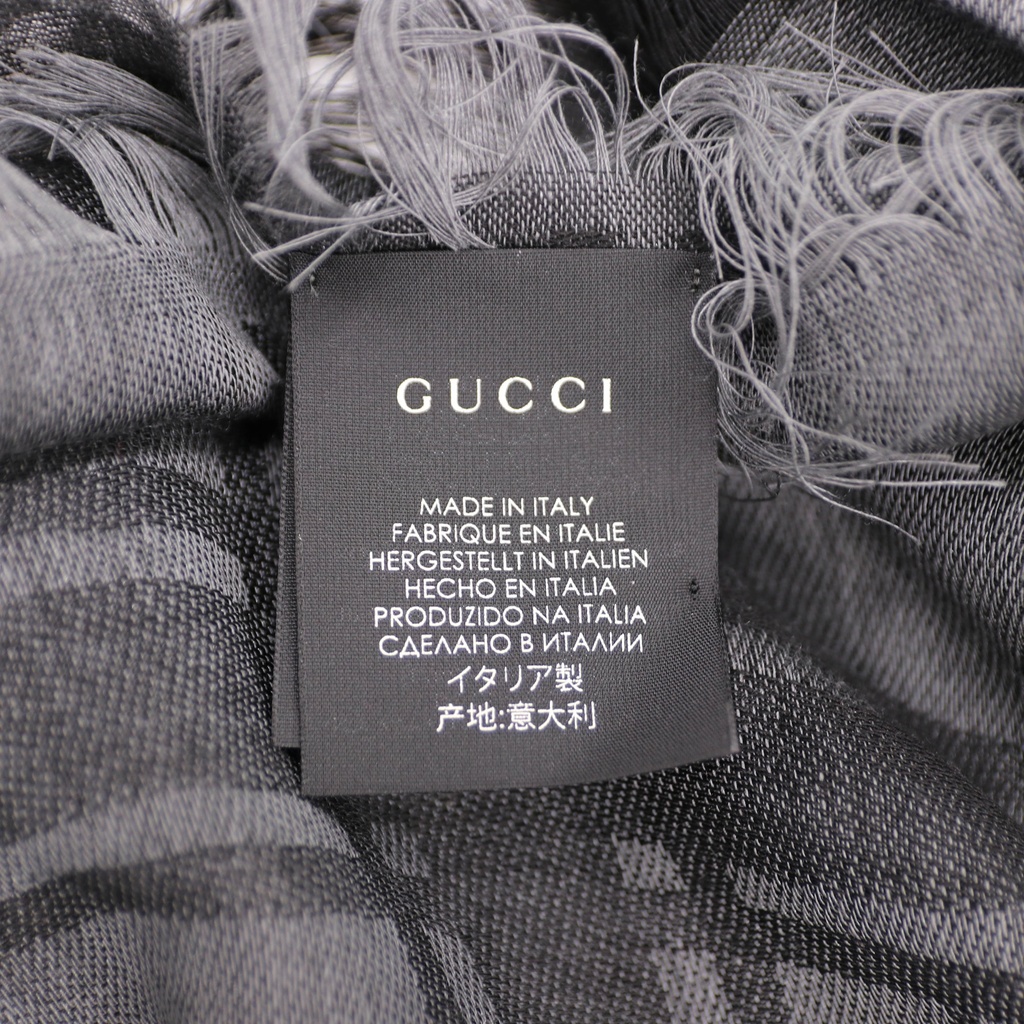 GUCCI
MADE IN ITALY
FABRIQUE EN ITALIE
HERGESTELLT IN ITALIEN
HECHO EN ITALIA
PRODUZIDO NA ITALIA
СДЕЛАНО В ИТАЛИИ
イタリア製
产地:意大利